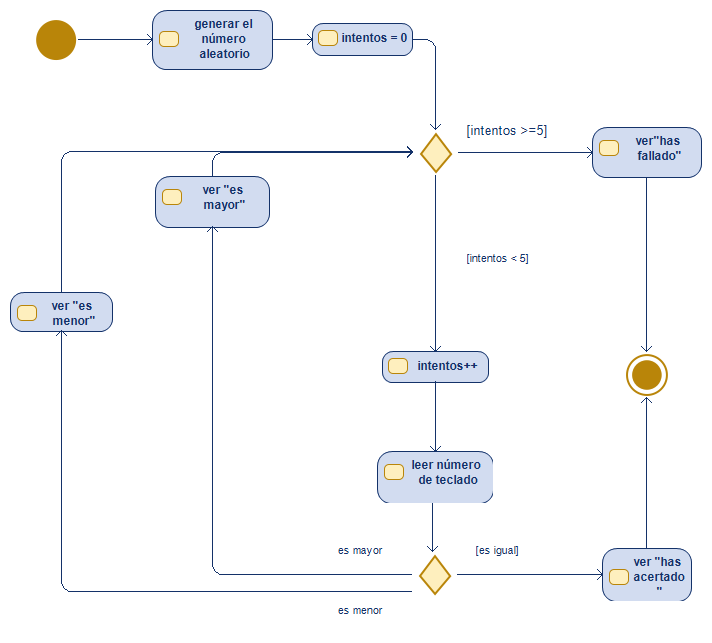 generar el
número
aleatorio
intentos = 0
[intentos >=5]
ver"has
fallado"
ver "es
mayor"
[intentos < 5]
ver "es
menor"
intentos++
leer número
de teclado
es mayor
[es igual]
ver "has
acertado
"
es menor